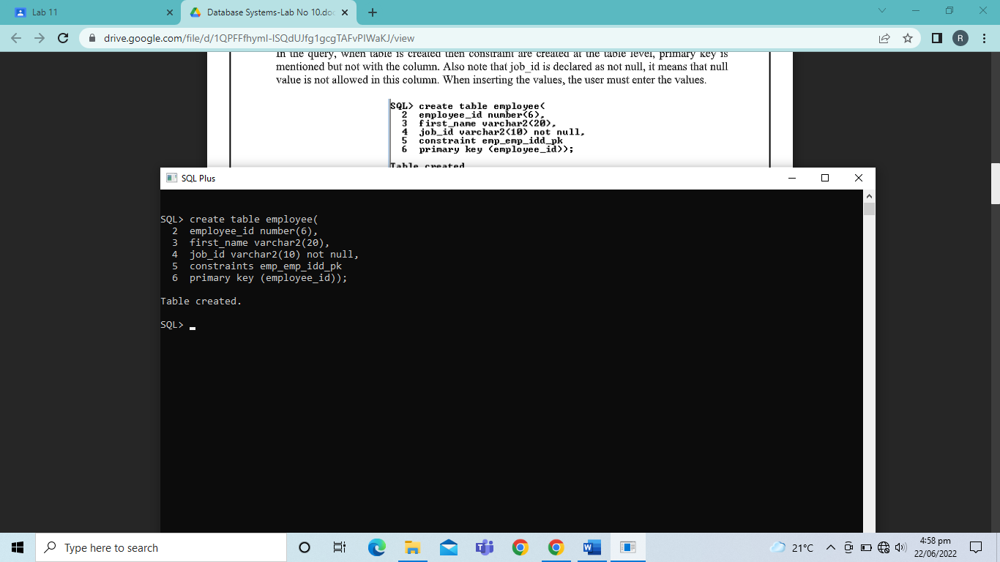 Lab 11
Database Systems-Lab No 10.doc
drive.google.com/file/d/1QPFFfhymI-ISQdUJfg1gcgTAFvPIWaKJ/view
R
In the query, when table is created then constraint are created at the table level, primary key is
mentioned but not with the column. Also note that job_id is declared as not null, it means that null
value is not allowed in this column. When inserting the values, the user must enter the values.
SQL> create table employee(
2 employee_id number(6),
3 first_name varchar2(20),
4 job_id varchar2(10) not null,
5 constraint emp_emp_idd_pk
6 primary key (employee_id));
Table created
SQL Plus
SQL> create table employee(
2 employee_id number(6),
3 first_name varchar2(20),
4 job_id varchar2(10) not null,
5 constraints emp_emp_idd_pk
6 primary key (employee_id));
Table created.
SQL>
Type here to search
21°C
4:58 pm
22/06/2022